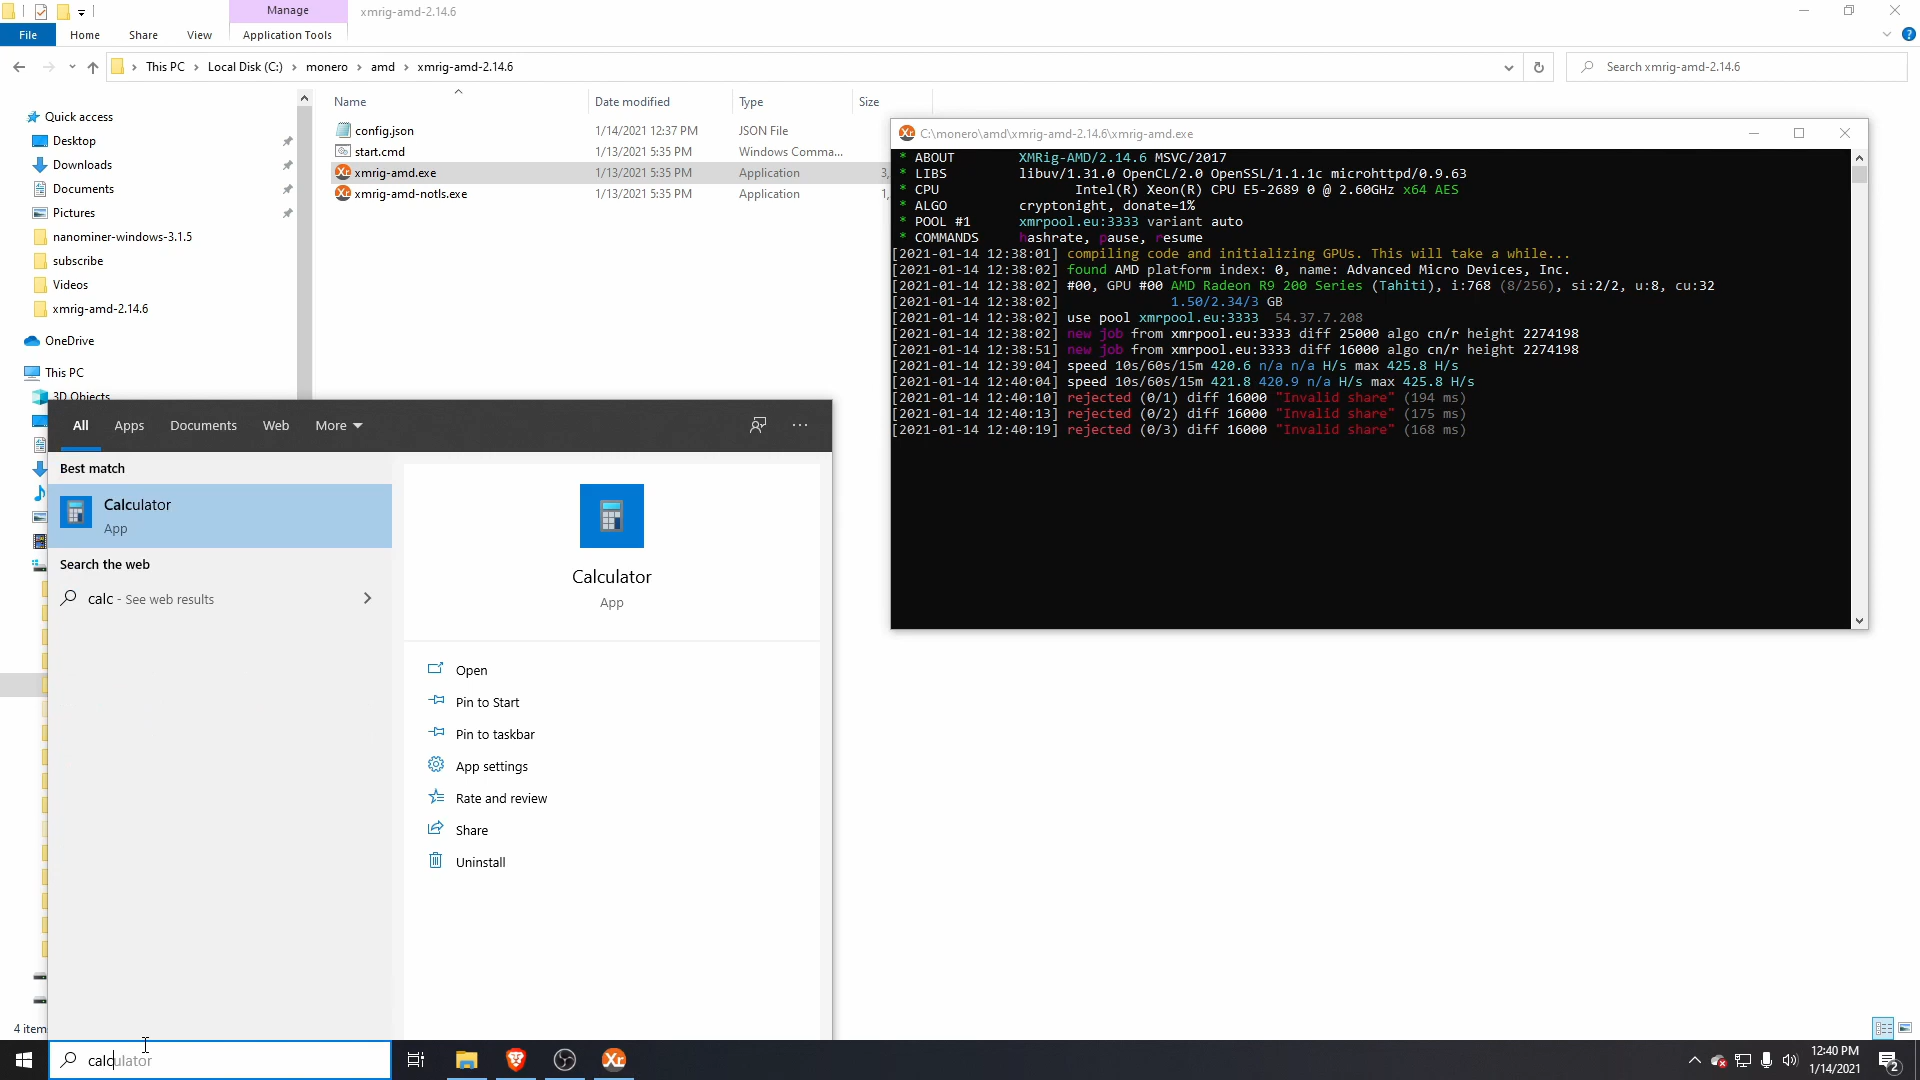 Manage
xmrig-amd-2.14.6
File Home Share View Application Tools
This PC Local Disk (C:) monero amd xmrig-amd-2.14.6
Search xmrig-amd-2.14.6
Quick access
Desktop
Downloads
Documents
Pictures
nanominer-windows-3.1.5
subscribe
Videos
xmrig-amd-2.14.6
OneDrive
This PC
3D Objects
Name Date modified Type Size
config.json 1/14/2021 12:37 PM JSON File
start.cmd 1/13/2021 5:35 PM Windows Comma...
xmrig-amd.exe 1/13/2021 5:35 PM Application 3,
xmrig-amd-notls.exe 1/13/2021 5:35 PM Application 1,
C:\monero\amd\xmrig-amd-2.14.6\xmrig-amd.exe
* ABOUT XMRig-AMD/2.14.6 MSVC/2017
* LIBS libuv/1.31.0 OpenCL/2.0 OpenSSL/1.1.1c microhttpd/0.9.63
* CPU Intel(R) Xeon(R) CPU E5-2689 0 @ 2.60GHz x64 AES
* ALGO cryptonight, donate=1%
* POOL #1 xmrpool.eu:3333 variant auto
* COMMANDS hashrate, pause, resume
[2021-01-14 12:38:01] compiling code and initializing GPUs. This will take a while...
[2021-01-14 12:38:02] found AMD platform index: 0, name: Advanced Micro Devices, Inc.
[2021-01-14 12:38:02] #00, GPU #00 AMD Radeon R9 200 Series (Tahiti), i:768 (8/256), si:2/2, u:8, cu:32
[2021-01-14 12:38:02] 1.50/2.34/3 GB
[2021-01-14 12:38:02] use pool xmrpool.eu:3333 54.37.7.208
[2021-01-14 12:38:02] new job from xmrpool.eu:3333 diff 25000 algo cn/r height 2274198
[2021-01-14 12:38:51] new job from xmrpool.eu:3333 diff 16000 algo cn/r height 2274198
[2021-01-14 12:39:04] speed 10s/60s/15m 420.6 n/a n/a H/s max 425.8 H/s
[2021-01-14 12:40:04] speed 10s/60s/15m 421.8 420.9 n/a H/s max 425.8 H/s
[2021-01-14 12:40:10] rejected (0/1) diff 16000 "Invalid share" (194 ms)
[2021-01-14 12:40:13] rejected (0/2) diff 16000 "Invalid share" (175 ms)
[2021-01-14 12:40:19] rejected (0/3) diff 16000 "Invalid share" (168 ms)
All Apps Documents Web More
Best match
Calculator
App
Search the web
calc - See web results
Calculator
App
Open
Pin to Start
Pin to taskbar
App settings
Rate and review
Share
Uninstall
4 item
calculator
12:40 PM
1/14/2021
2